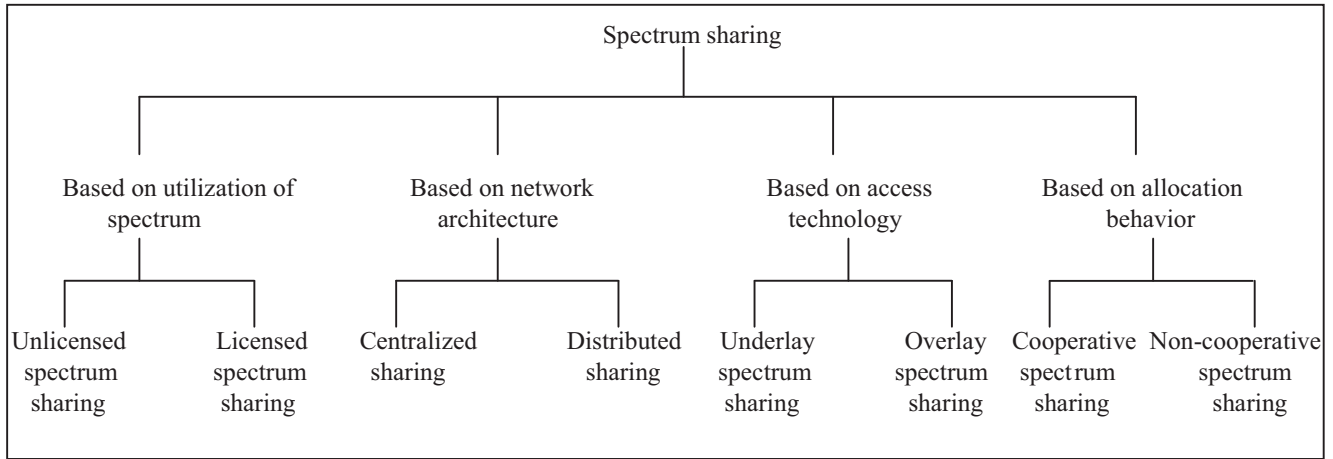 Spectrum sharing
Based on utilization of
spectrum
Based on network
architecture
Based on access
technology
Based on allocation
behavior
Unlicensed
spectrum
sharing
Licensed
spectrum
sharing
Centralized
sharing
Distributed
sharing
Underlay
spectrum
sharing
Overlay
spectrum
sharing
Cooperative
spectrum
sharing
Non-cooperative
spectrum
sharing